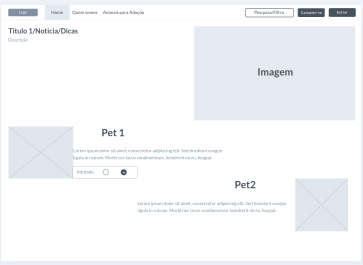 Logo
Home
Quem somos
Animais para Adoção
Pesquisa/Filtro
Cadastre-se
Entrar
Título 1/Notícia/Dicas
Descrição
Imagem
Pet 1
Lorem ipsum dolor sit amet, consectetur adipiscing elit. Sed tincidunt congue
ligula in rutrum. Morbi nec lacus condimentum, hendrerit mi eu, feugiat.
Adotado
Pet2
Lorem ipsum dolor sit amet, consectetur adipiscing elit. Sed tincidunt congue
ligula in rutrum. Morbi nec lacus condimentum, hendrerit mi eu, feugiat.